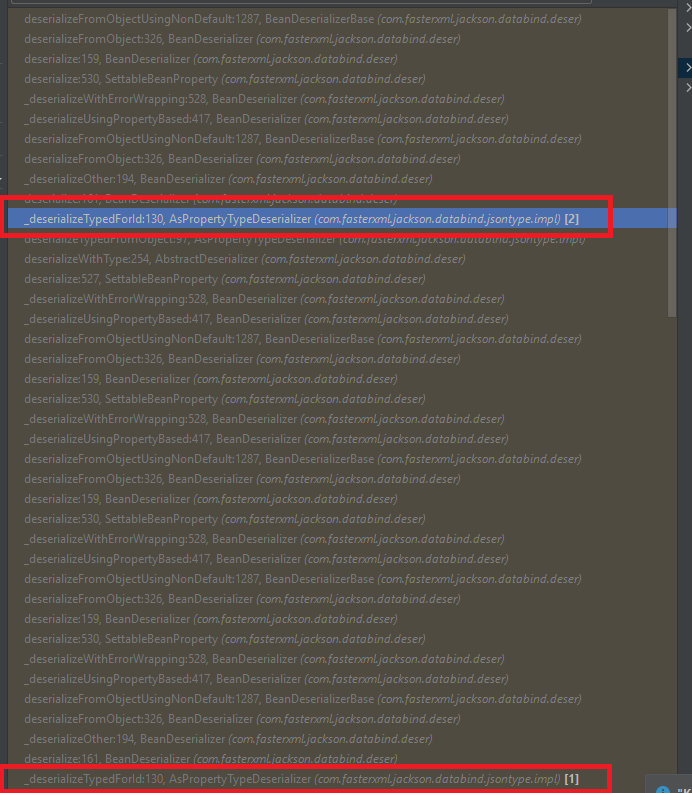 deserializeFromObjectUsingNonDefault:1287, BeanDeserializerBase (com.fasterxml.jackson.databind.deser)
deserializeFromObject:326, BeanDeserializer (com.fasterxml.jackson.databind.deser)
deserialize:159, BeanDeserializer (com.fasterxml.jackson.databind.deser)
deserialize:530, SettableBeanProperty (com.fasterxml.jackson.databind.deser)
_deserializeWithErrorWrapping:528, BeanDeserializer (com.fasterxml.jackson.databind.deser)
_deserializeUsingPropertyBased:417, BeanDeserializer (com.fasterxml.jackson.databind.deser)
deserializeFromObjectUsingNonDefault:1287, BeanDeserializerBase (com.fasterxml.jackson.databind.deser)
deserializeFromObject:326, BeanDeserializer (com.fasterxml.jackson.databind.deser)
_deserializeOther:194, BeanDeserializer (com.fasterxml.jackson.databind.deser)
deserialize:161, BeanDeserializer (com.fasterxml.jackson.databind.deser)
_deserializeTypedForId:130, AsPropertyTypeDeserializer (com.fasterxml.jackson.databind.jsontype.impl) [2]
deserializeTypedFromObject:97, AsPropertyTypeDeserializer (com.fasterxml.jackson.databind.jsontype.impl)
deserializeWithType:254, AbstractDeserializer (com.fasterxml.jackson.databind.deser)
deserialize:527, SettableBeanProperty (com.fasterxml.jackson.databind.deser)
_deserializeWithErrorWrapping:528, BeanDeserializer (com.fasterxml.jackson.databind.deser)
_deserializeUsingPropertyBased:417, BeanDeserializer (com.fasterxml.jackson.databind.deser)
deserializeFromObjectUsingNonDefault:1287, BeanDeserializerBase (com.fasterxml.jackson.databind.deser)
deserializeFromObject:326, BeanDeserializer (com.fasterxml.jackson.databind.deser)
deserialize:159, BeanDeserializer (com.fasterxml.jackson.databind.deser)
deserialize:530, SettableBeanProperty (com.fasterxml.jackson.databind.deser)
_deserializeWithErrorWrapping:528, BeanDeserializer (com.fasterxml.jackson.databind.deser)
_deserializeUsingPropertyBased:417, BeanDeserializer (com.fasterxml.jackson.databind.deser)
deserializeFromObjectUsingNonDefault:1287, BeanDeserializerBase (com.fasterxml.jackson.databind.deser)
deserializeFromObject:326, BeanDeserializer (com.fasterxml.jackson.databind.deser)
deserialize:159, BeanDeserializer (com.fasterxml.jackson.databind.deser)
deserialize:530, SettableBeanProperty (com.fasterxml.jackson.databind.deser)
_deserializeWithErrorWrapping:528, BeanDeserializer (com.fasterxml.jackson.databind.deser)
_deserializeUsingPropertyBased:417, BeanDeserializer (com.fasterxml.jackson.databind.deser)
deserializeFromObjectUsingNonDefault:1287, BeanDeserializerBase (com.fasterxml.jackson.databind.deser)
deserializeFromObject:326, BeanDeserializer (com.fasterxml.jackson.databind.deser)
deserialize:159, BeanDeserializer (com.fasterxml.jackson.databind.deser)
deserialize:530, SettableBeanProperty (com.fasterxml.jackson.databind.deser)
_deserializeWithErrorWrapping:528, BeanDeserializer (com.fasterxml.jackson.databind.deser)
_deserializeUsingPropertyBased:417, BeanDeserializer (com.fasterxml.jackson.databind.deser)
deserializeFromObjectUsingNonDefault:1287, BeanDeserializerBase (com.fasterxml.jackson.databind.deser)
deserializeFromObject:326, BeanDeserializer (com.fasterxml.jackson.databind.deser)
_deserializeOther:194, BeanDeserializer (com.fasterxml.jackson.databind.deser)
deserialize:161, BeanDeserializer (com.fasterxml.jackson.databind.deser)
_deserializeTypedForId:130, AsPropertyTypeDeserializer (com.fasterxml.jackson.databind.jsontype.impl) [1]